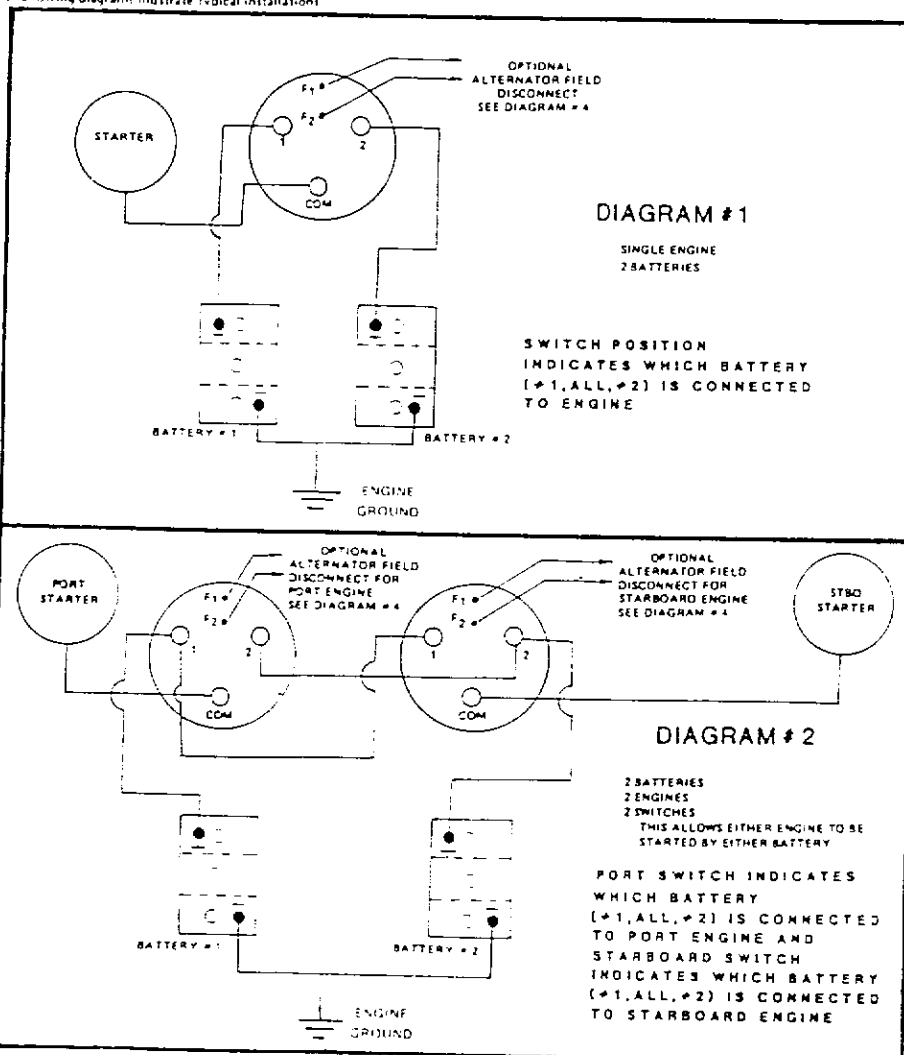 wiring diagrams illustrate typical installations
OPTIONAL
ALTERNATOR FIELD
DISCONNECT
SEE DIAGRAM # 4
F1
F2
STARTER
1
2
COM
DIAGRAM # 1
SINGLE ENGINE
2 BATTERIES
SWITCH POSITION
INDICATES WHICH BATTERY
(#1, ALL, #2) IS CONNECTED
TO ENGINE
BATTERY # 1
BATTERY # 2
ENGINE
GROUND
PORT
STARTER
F1
F2
OPTIONAL
ALTERNATOR FIELD
DISCONNECT FOR
PORT ENGINE
SEE DIAGRAM # 4
1
2
COM
F1
F2
OPTIONAL
ALTERNATOR FIELD
DISCONNECT FOR
STARBOARD ENGINE
SEE DIAGRAM # 4
1
2
COM
STBD
STARTER
DIAGRAM # 2
2 BATTERIES
2 ENGINES
2 SWITCHES
THIS ALLOWS EITHER ENGINE TO BE
STARTED BY EITHER BATTERY
PORT SWITCH INDICATES
WHICH BATTERY
(#1, ALL, #2) IS CONNECTED
TO PORT ENGINE AND
STARBOARD SWITCH
INDICATES WHICH BATTERY
(#1, ALL, #2) IS CONNECTED
TO STARBOARD ENGINE
BATTERY # 1
BATTERY # 2
ENGINE
GROUND